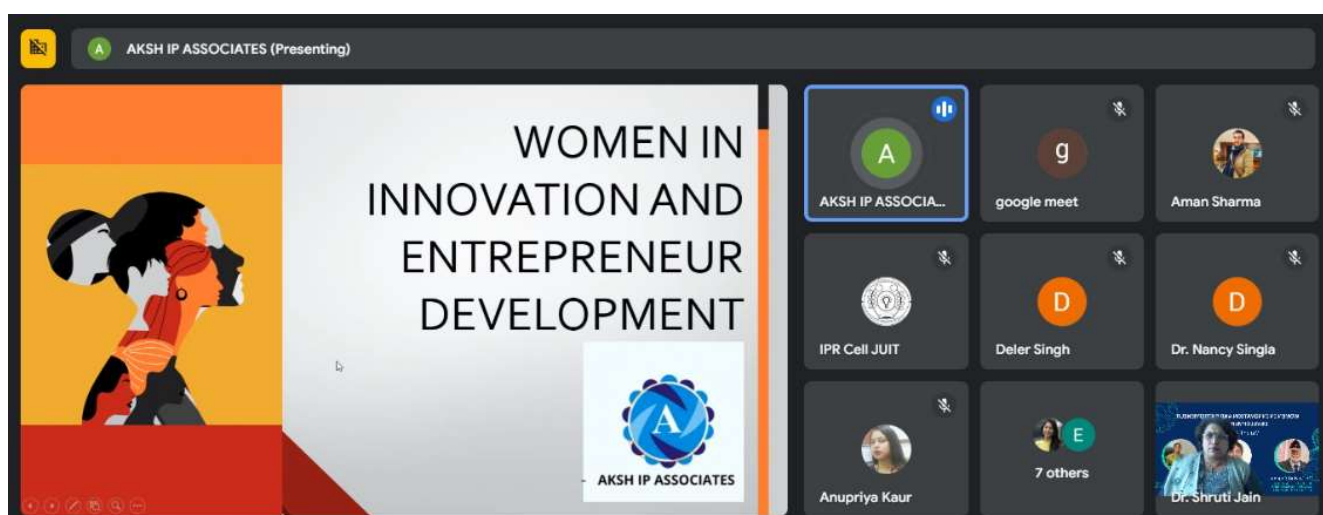 A AKSH IP ASSOCIATES (Presenting)
WOMEN IN
INNOVATION AND
ENTREPRENEUR
DEVELOPMENT
A
- AKSH IP ASSOCIATES
A
AKSH IP ASSOCIA...
g
google meet
Aman Sharma
IPR Cell JUIT
D
Deler Singh
D
Dr. Nancy Singla
Anupriya Kaur
E
7 others
Dr. Shruti Jain